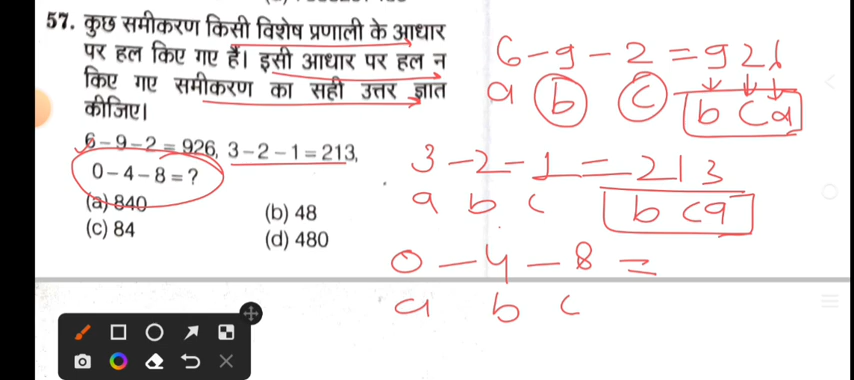 57. कुछ समीकरण किसी विशेष प्रणाली के आधार
पर हल किए गए हैं। इसी आधार पर हल न
किए गए समीकरण का सही उत्तर ज्ञात
कीजिए।
6 – 9 – 2 = 926, 3 – 2 – 1 = 213,
0 – 4 – 8 = ?
(a) 840
(b) 48
(c) 84
(d) 480
6 – 9 – 2 = 926
a b c b c a
3 – 2 – 1 = 213
a b c b c a
0 – 4 – 8 =
a b c